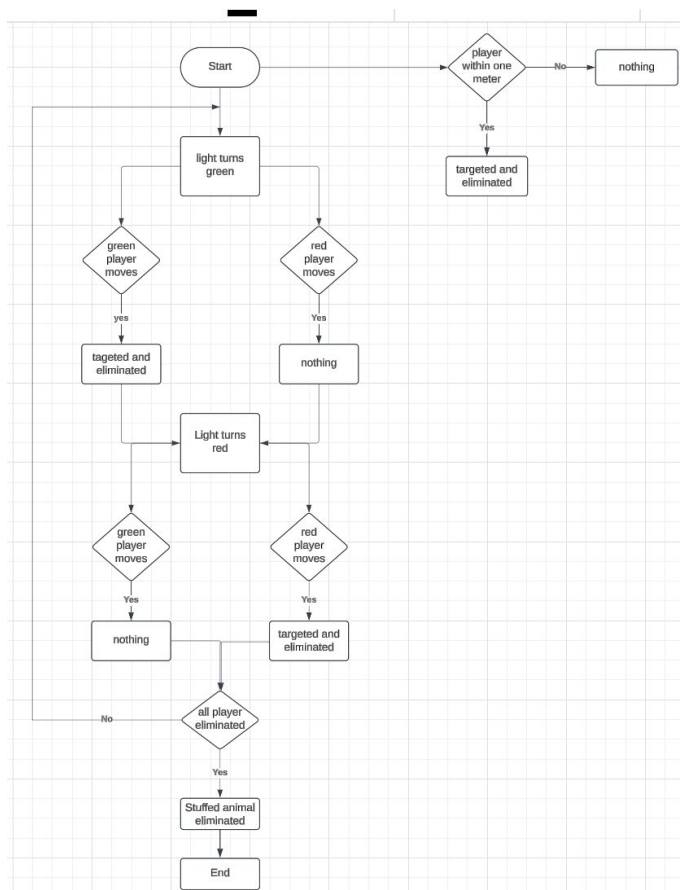 Start
player
within one
meter
No
nothing
Yes
targeted and
eliminated
light turns
green
green
player
moves
red
player
moves
yes
Yes
tageted and
eliminated
nothing
Light turns
red
green
player
moves
red
player
moves
Yes
Yes
nothing
targeted and
eliminated
all player
eliminated
No
Yes
Stuffed animal
eliminated
End